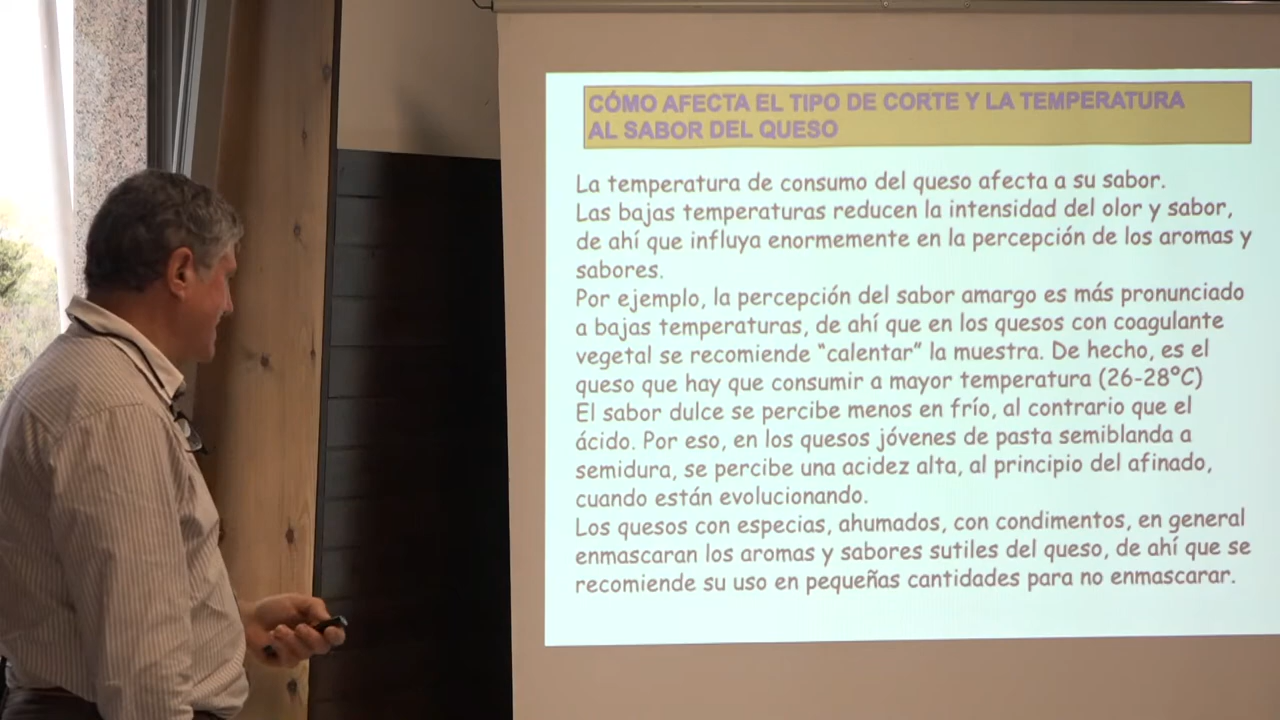 CÓMO AFECTA EL TIPO DE CORTE Y LA TEMPERATURA
AL SABOR DEL QUESO
La temperatura de consumo del queso afecta a su sabor.
Las bajas temperaturas reducen la intensidad del olor y sabor,
de ahí que influya enormemente en la percepción de los aromas y
sabores.
Por ejemplo, la percepción del sabor amargo es más pronunciado
a bajas temperaturas, de ahí que en los quesos con coagulante
vegetal se recomiende “calentar” la muestra. De hecho, es el
queso que hay que consumir a mayor temperatura (26-28ºC)
El sabor dulce se percibe menos en frío, al contrario que el
ácido. Por eso, en los quesos jóvenes de pasta semiblanda a
semidura, se percibe una acidez alta, al principio del afinado,
cuando están evolucionando.
Los quesos con especias, ahumados, con condimentos, en general
enmascaran los aromas y sabores sutiles del queso, de ahí que se
recomiende su uso en pequeñas cantidades para no enmascarar.